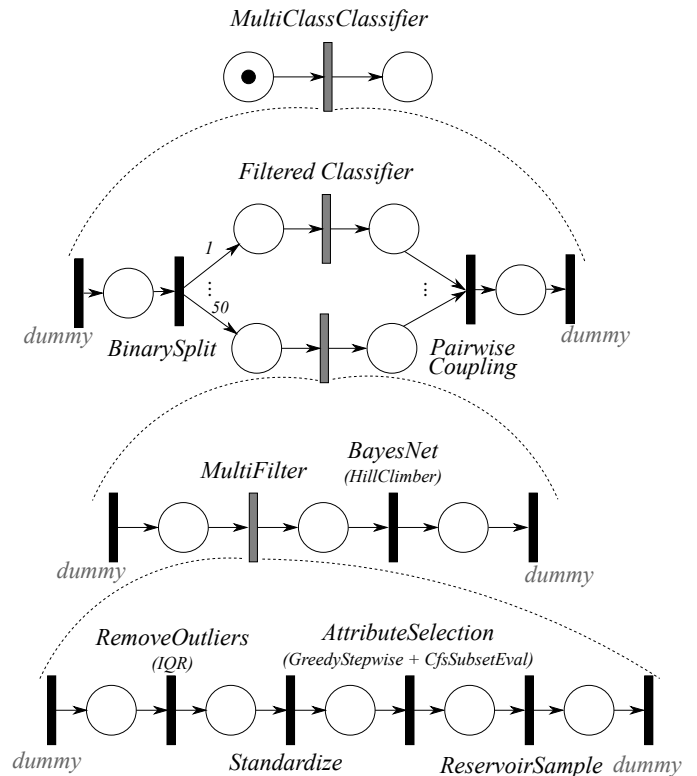 MultiClassClassifier
Filtered Classifier
1
⋮
50
⋮
dummy
BinarySplit
Pairwise
Coupling
dummy
MultiFilter
BayesNet
(HillClimber)
dummy
dummy
RemoveOutliers
(IQR)
AttributeSelection
(GreedyStepwise + CfsSubsetEval)
dummy
Standardize
ReservoirSample
dummy